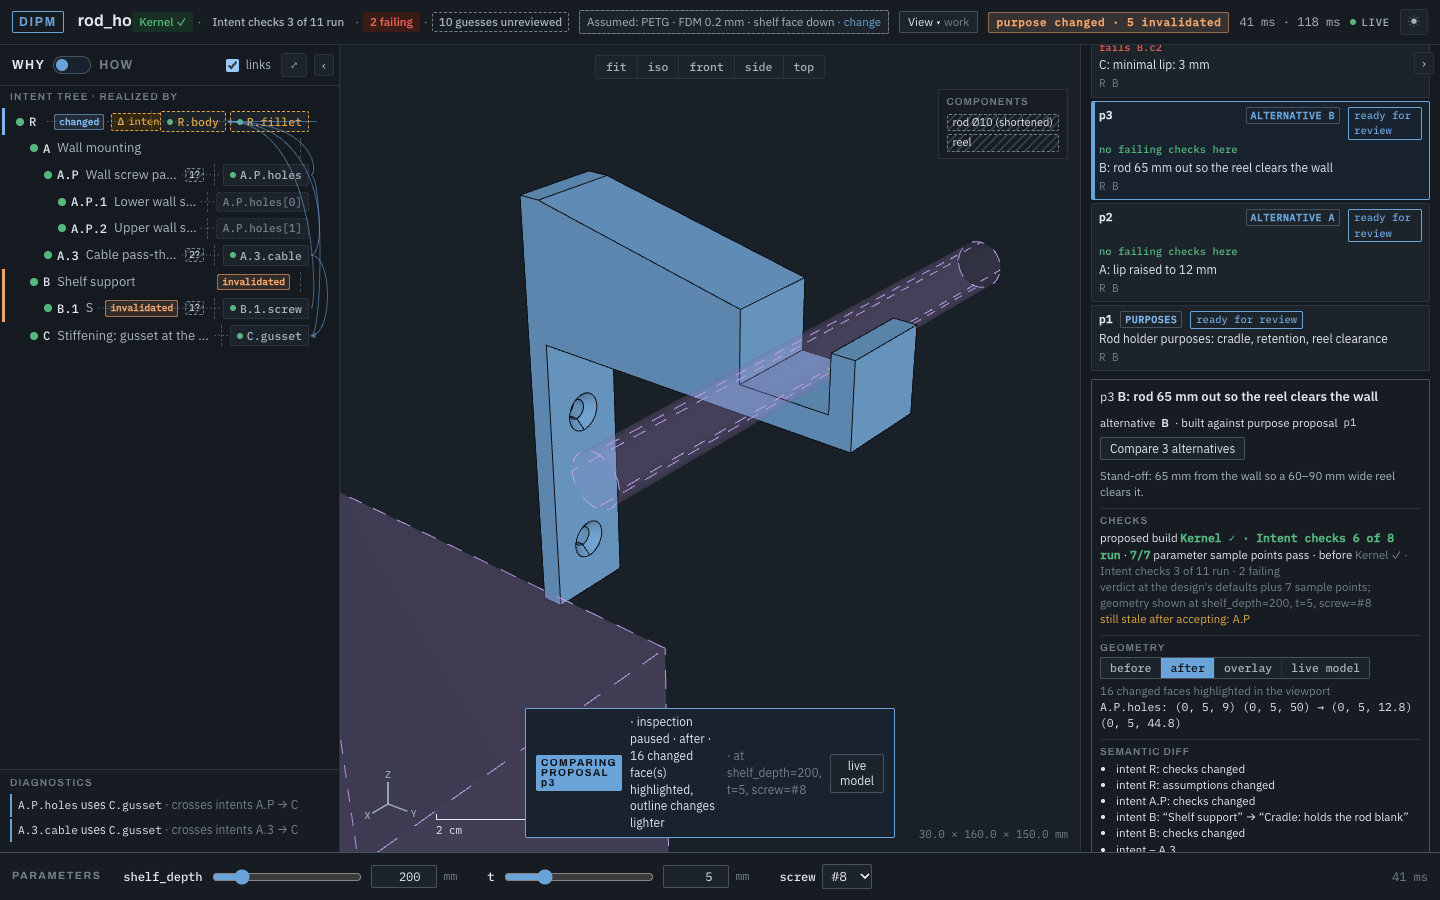 DIPM rod_ho Kernel ✓ · Intent checks 3 of 11 run · 2 failing · 10 guesses unreviewed Assumed: PETG · FDM 0.2 mm · shelf face down · change View • work purpose changed · 5 invalidated 41 ms · 118 ms LIVE
WHY HOW links
INTENT TREE · REALIZED BY
R changed Δ inten R.body R.fillet
A Wall mounting
A.P Wall screw pa… 1? A.P.holes
A.P.1 Lower wall s… A.P.holes[0]
A.P.2 Upper wall s… A.P.holes[1]
A.3 Cable pass-th… 2? A.3.cable
B Shelf support invalidated
B.1 S invalidated 1? B.1.screw
C Stiffening: gusset at the … C.gusset
DIAGNOSTICS
A.P.holes uses C.gusset · crosses intents A.P → C
A.3.cable uses C.gusset · crosses intents A.3 → C
fit iso front side top
COMPONENTS
rod Ø10 (shortened)
reel
Z
X Y
2 cm
COMPARING PROPOSAL p3
· inspection paused · after · 16 changed face(s) highlighted, outline changes lighter
· at shelf_depth=200, t=5, screw=#8
live model
30.0 × 160.0 × 150.0 mm
fails B.c2
C: minimal lip: 3 mm
R B
p3 ALTERNATIVE B ready for review
no failing checks here
B: rod 65 mm out so the reel clears the wall
R B
p2 ALTERNATIVE A ready for review
no failing checks here
A: lip raised to 12 mm
R B
p1 PURPOSES ready for review
Rod holder purposes: cradle, retention, reel clearance
R B
p3 B: rod 65 mm out so the reel clears the wall
alternative B · built against purpose proposal p1
Compare 3 alternatives
Stand-off: 65 mm from the wall so a 60–90 mm wide reel
clears it.
CHECKS
proposed build Kernel ✓ · Intent checks 6 of 8
run · 7/7 parameter sample points pass · before Kernel ✓ ·
Intent checks 3 of 11 run · 2 failing
verdict at the design's defaults plus 7 sample points;
geometry shown at shelf_depth=200, t=5, screw=#8
still stale after accepting: A.P
GEOMETRY
before after overlay live model
16 changed faces highlighted in the viewport
A.P.holes: (0, 5, 9) (0, 5, 50) → (0, 5, 12.8)
(0, 5, 44.8)
SEMANTIC DIFF
• intent R: checks changed
• intent R: assumptions changed
• intent A.P: checks changed
• intent B: “Shelf support” → “Cradle: holds the rod blank”
• intent B: checks changed
• intent − A.3
PARAMETERS shelf_depth 200 mm t 5 mm screw #8 41 ms